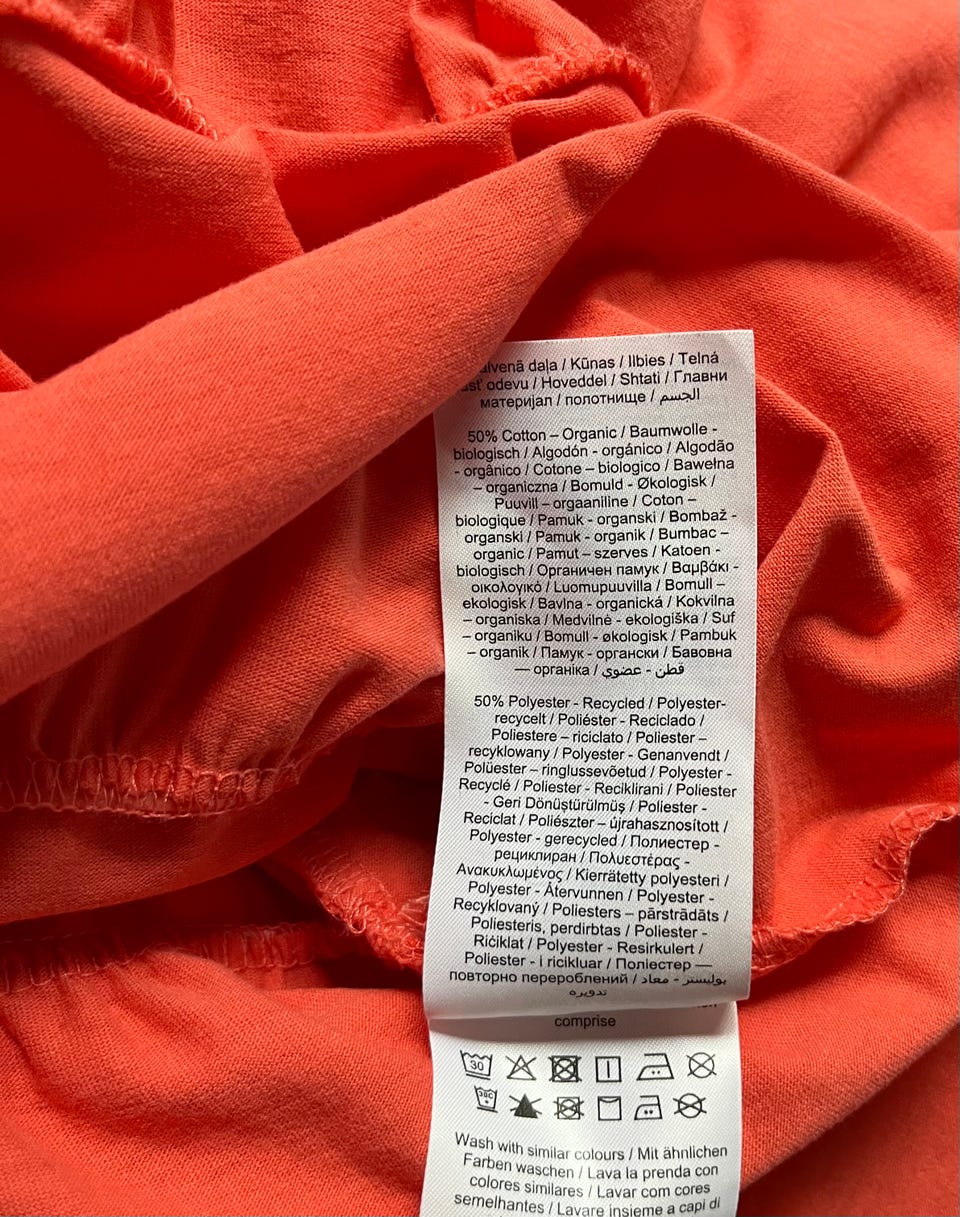 daļa / Kūnas / Ilbies / Telná
odevu / Hoveddel / Shtati / Главни
материјал / полотнище / الجسم
50% Cotton – Organic / Baumwolle -
biologisch / Algodón - orgánico / Algodão
- orgânico / Cotone – biologico / Bawełna
– organiczna / Bomuld - Økologisk /
Puuvill – orgaaniline / Coton –
biologique / Pamuk - organski / Bombaž -
organski / Pamuk - organik / Bumbac –
organic / Pamut – szerves / Katoen -
biologisch / Органичен памук / Βαμβάκι -
οικολογικό / Luomupuuvilla / Bomull –
ekologisk / Bavlna - organická / Kokvilna
– organiska / Medvilnė - ekologiška / Suf
– organiku / Bomull - økologisk / Pambuk
– organik / Памук - органски / Бавовна
— органіка / قطن - عضوي
50% Polyester - Recycled / Polyester-
recycelt / Poliéster - Reciclado /
Poliestere – riciclato / Poliester –
recyklowany / Polyester - Genanvendt /
Polüester – ringlussevõetud / Polyester -
Recyclé / Poliester - Reciklirani / Poliester
- Geri Dönüştürülmüş / Poliester -
Reciclat / Poliészter – újrahasznosított /
Polyester - gerecycled / Полиестер -
рециклиран / Πολυεστέρας -
Ανακυκλωμένος / Kierrätetty polyesteri /
Polyester - Återvunnen / Polyester -
Recyklovaný / Poliesters – pārstrādāts /
Poliesteris, perdirbtas / Poliester -
Riċiklat / Polyester - Resirkulert /
Poliester - i ricikluar / Поліестер —
повторно перероблений / بوليستر - معاد
تدويره
comprise
30
Wash with similar colours / Mit ähnlichen
Farben waschen / Lava la prenda con
colores similares / Lavar com cores
semelhantes / Lavare insieme a capi di